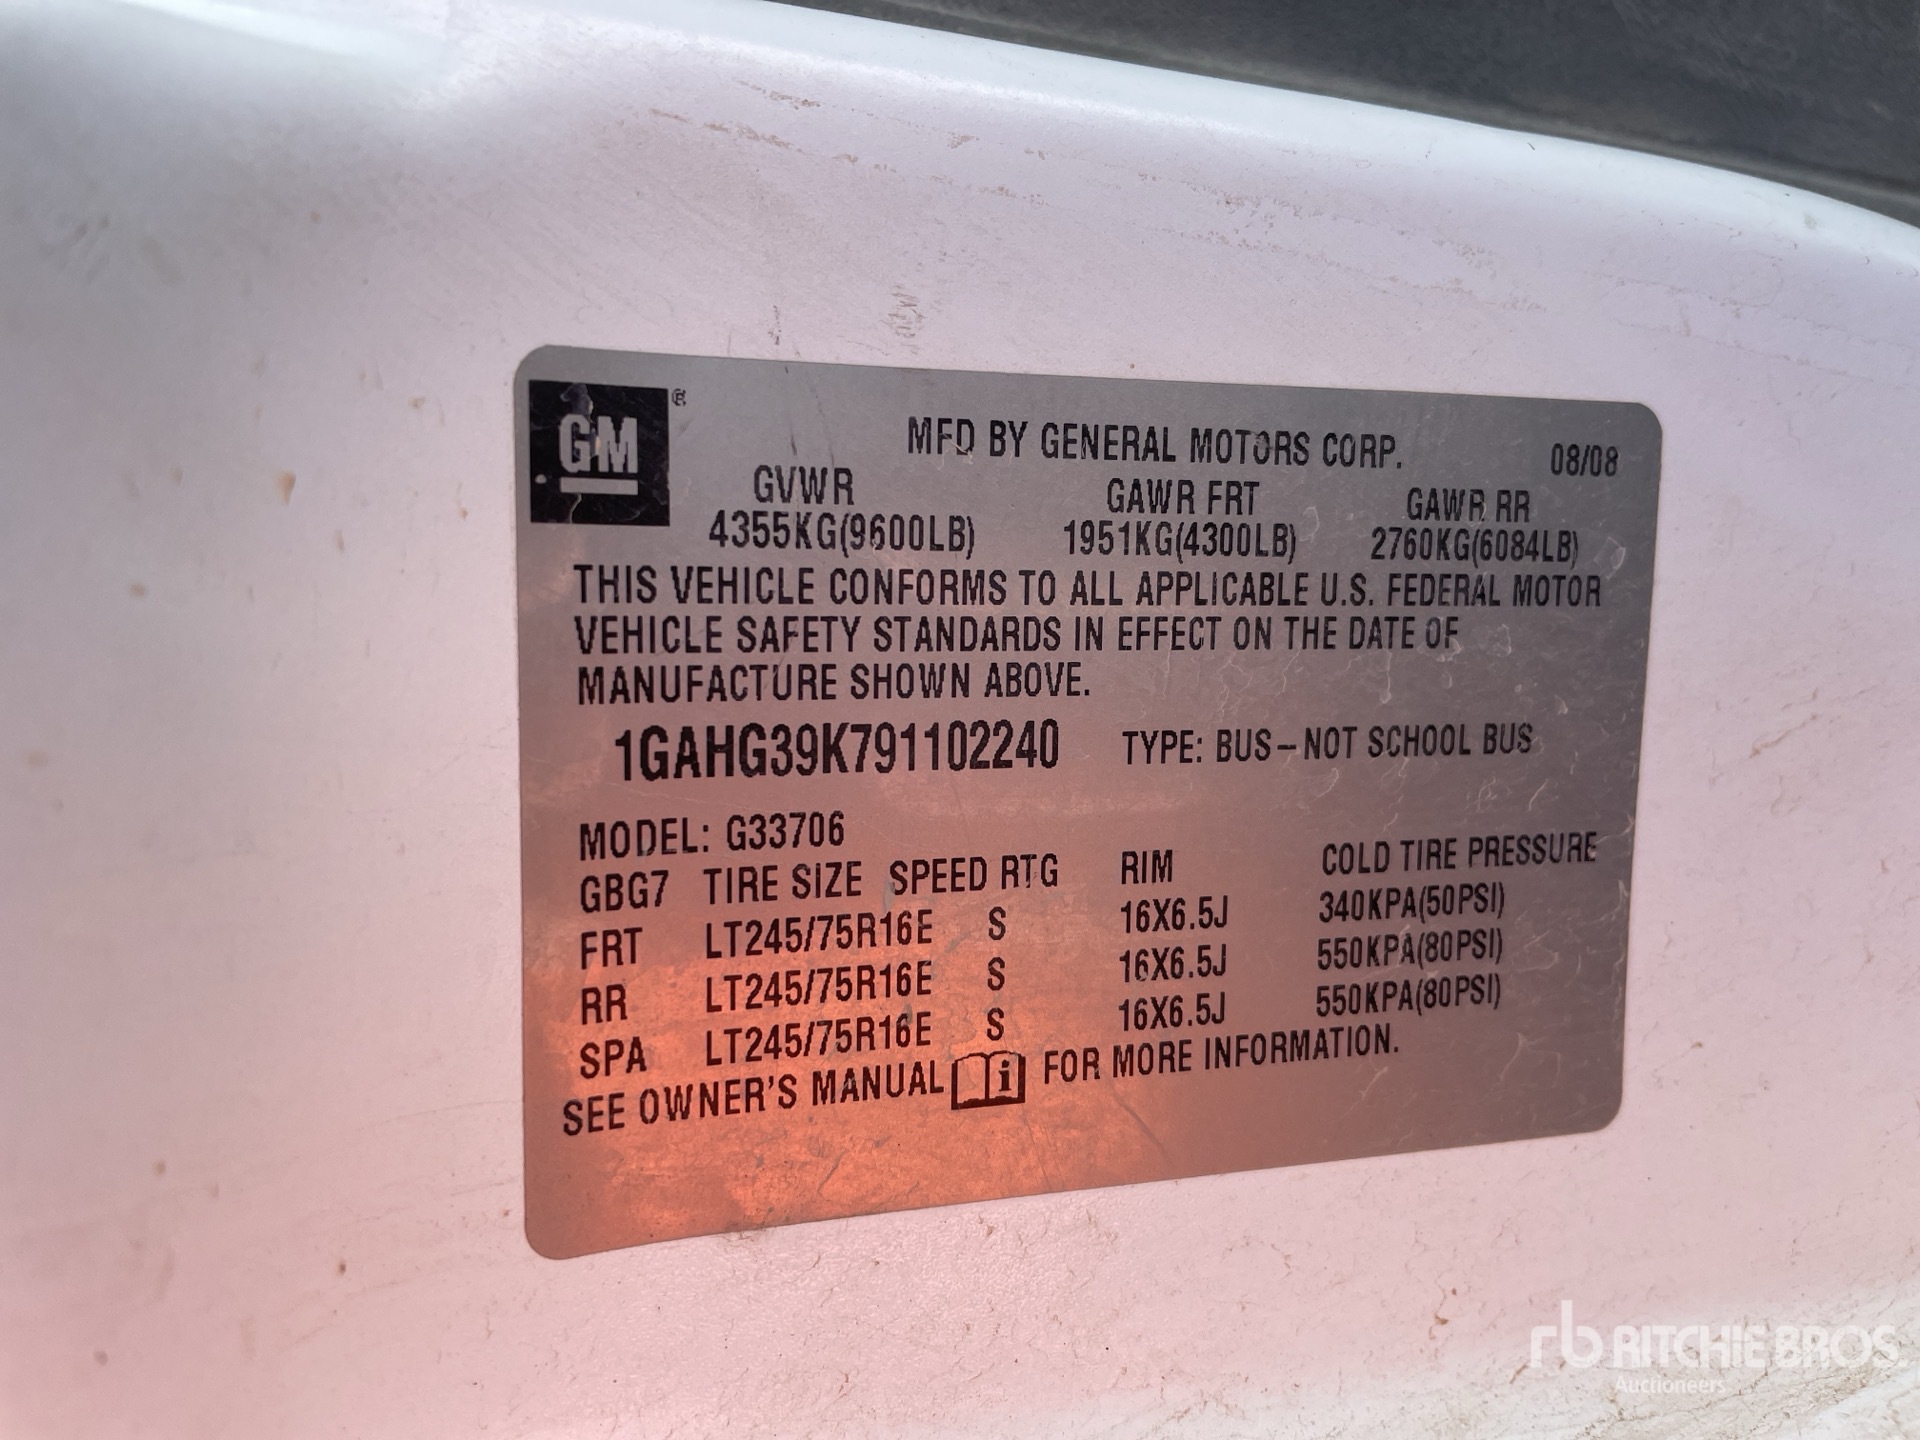 GM®
MFD BY GENERAL MOTORS CORP. 08/08
GVWR GAWR FRT GAWR RR
4355KG(9600LB) 1951KG(4300LB) 2760KG(6084LB)
THIS VEHICLE CONFORMS TO ALL APPLICABLE U.S. FEDERAL MOTOR
VEHICLE SAFETY STANDARDS IN EFFECT ON THE DATE OF
MANUFACTURE SHOWN ABOVE.
1GAHG39K791102240 TYPE: BUS–NOT SCHOOL BUS
MODEL: G33706
GBG7 TIRE SIZE SPEED RTG RIM COLD TIRE PRESSURE
FRT LT245/75R16E S 16X6.5J 340KPA(50PSI)
RR LT245/75R16E S 16X6.5J 550KPA(80PSI)
SPA LT245/75R16E S 16X6.5J 550KPA(80PSI)
SEE OWNER'S MANUAL i FOR MORE INFORMATION.
rb RITCHIE BROS.
Auctioneers